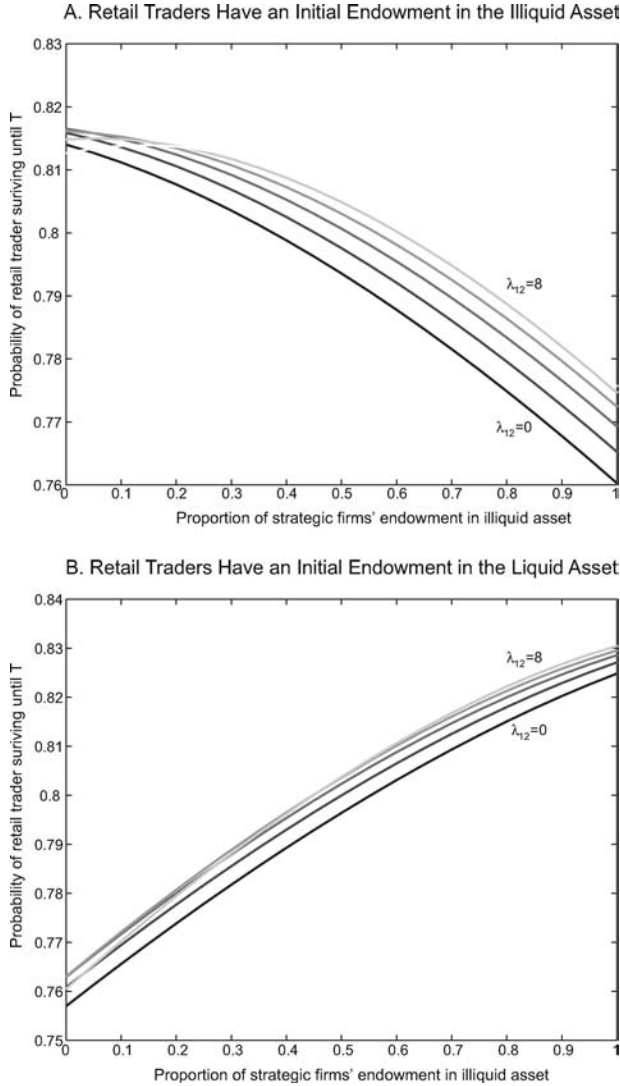 A. Retail Traders Have an Initial Endowment in the Illiquid Asset
0.83
0.82
0.81
0.8
0.79
0.78
0.77
0.76
Probability of retail trader suriving until T
λ12=8
λ12=0
0 0.1 0.2 0.3 0.4 0.5 0.6 0.7 0.8 0.9 1
Proportion of strategic firms' endowment in illiquid asset
B. Retail Traders Have an Initial Endowment in the Liquid Asset
0.84
0.83
0.82
0.81
0.8
0.79
0.78
0.77
0.76
0.75
Probability of retail trader suriving until T
λ12=8
λ12=0
0 0.1 0.2 0.3 0.4 0.5 0.6 0.7 0.8 0.9 1
Proportion of strategic firms' endowment in illiquid asset